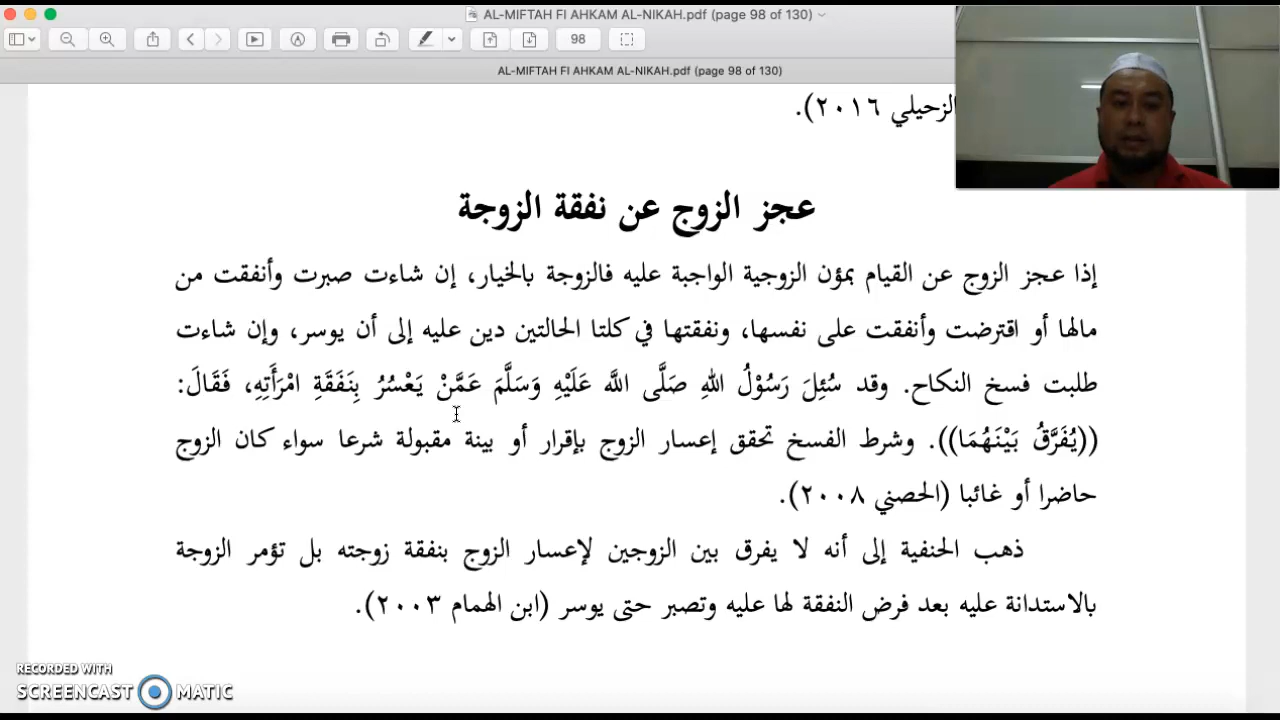 AL-MIFTAH FI AHKAM AL-NIKAH.pdf (page 98 of 130)
98
AL-MIFTAH FI AHKAM AL-NIKAH.pdf (page 98 of 130)
الزحيلي ٢٠١٦).
عجز الزوج عن نفقة الزوجة
إذا عجز الزوج عن القيام بمؤن الزوجية الواجبة عليه فالزوجة بالخيار، إن شاءت صبرت وأنفقت من
مالها أو اقترضت وأنفقت على نفسها، ونفقتها في كلتا الحالتين دين عليه إلى أن يوسر، وإن شاءت
طلبت فسخ النكاح. وقد سُئِلَ رَسُوْلُ اللهِ صَلَّى اللَّه عَلَيْهِ وَسَلَّمَ عَمَّنْ يَعْسُرُ بِنَفَقَةِ امْرَأَتِهِ، فَقَالَ:
((يُفَرَّقُ بَيْنَهُمَا)). وشرط الفسخ تحقق إعسار الزوج بإقرار أو بينة مقبولة شرعا سواء كان الزوج
حاضرا أو غائبا (الحصني ٢٠٠٨).
ذهب الحنفية إلى أنه لا يفرق بين الزوجين لإعسار الزوج بنفقة زوجته بل تؤمر الزوجة
بالاستدانة عليه بعد فرض النفقة لها عليه وتصبر حتى يوسر (ابن الهمام ٢٠٠٣).
RECORDED WITH
SCREENCAST MATIC